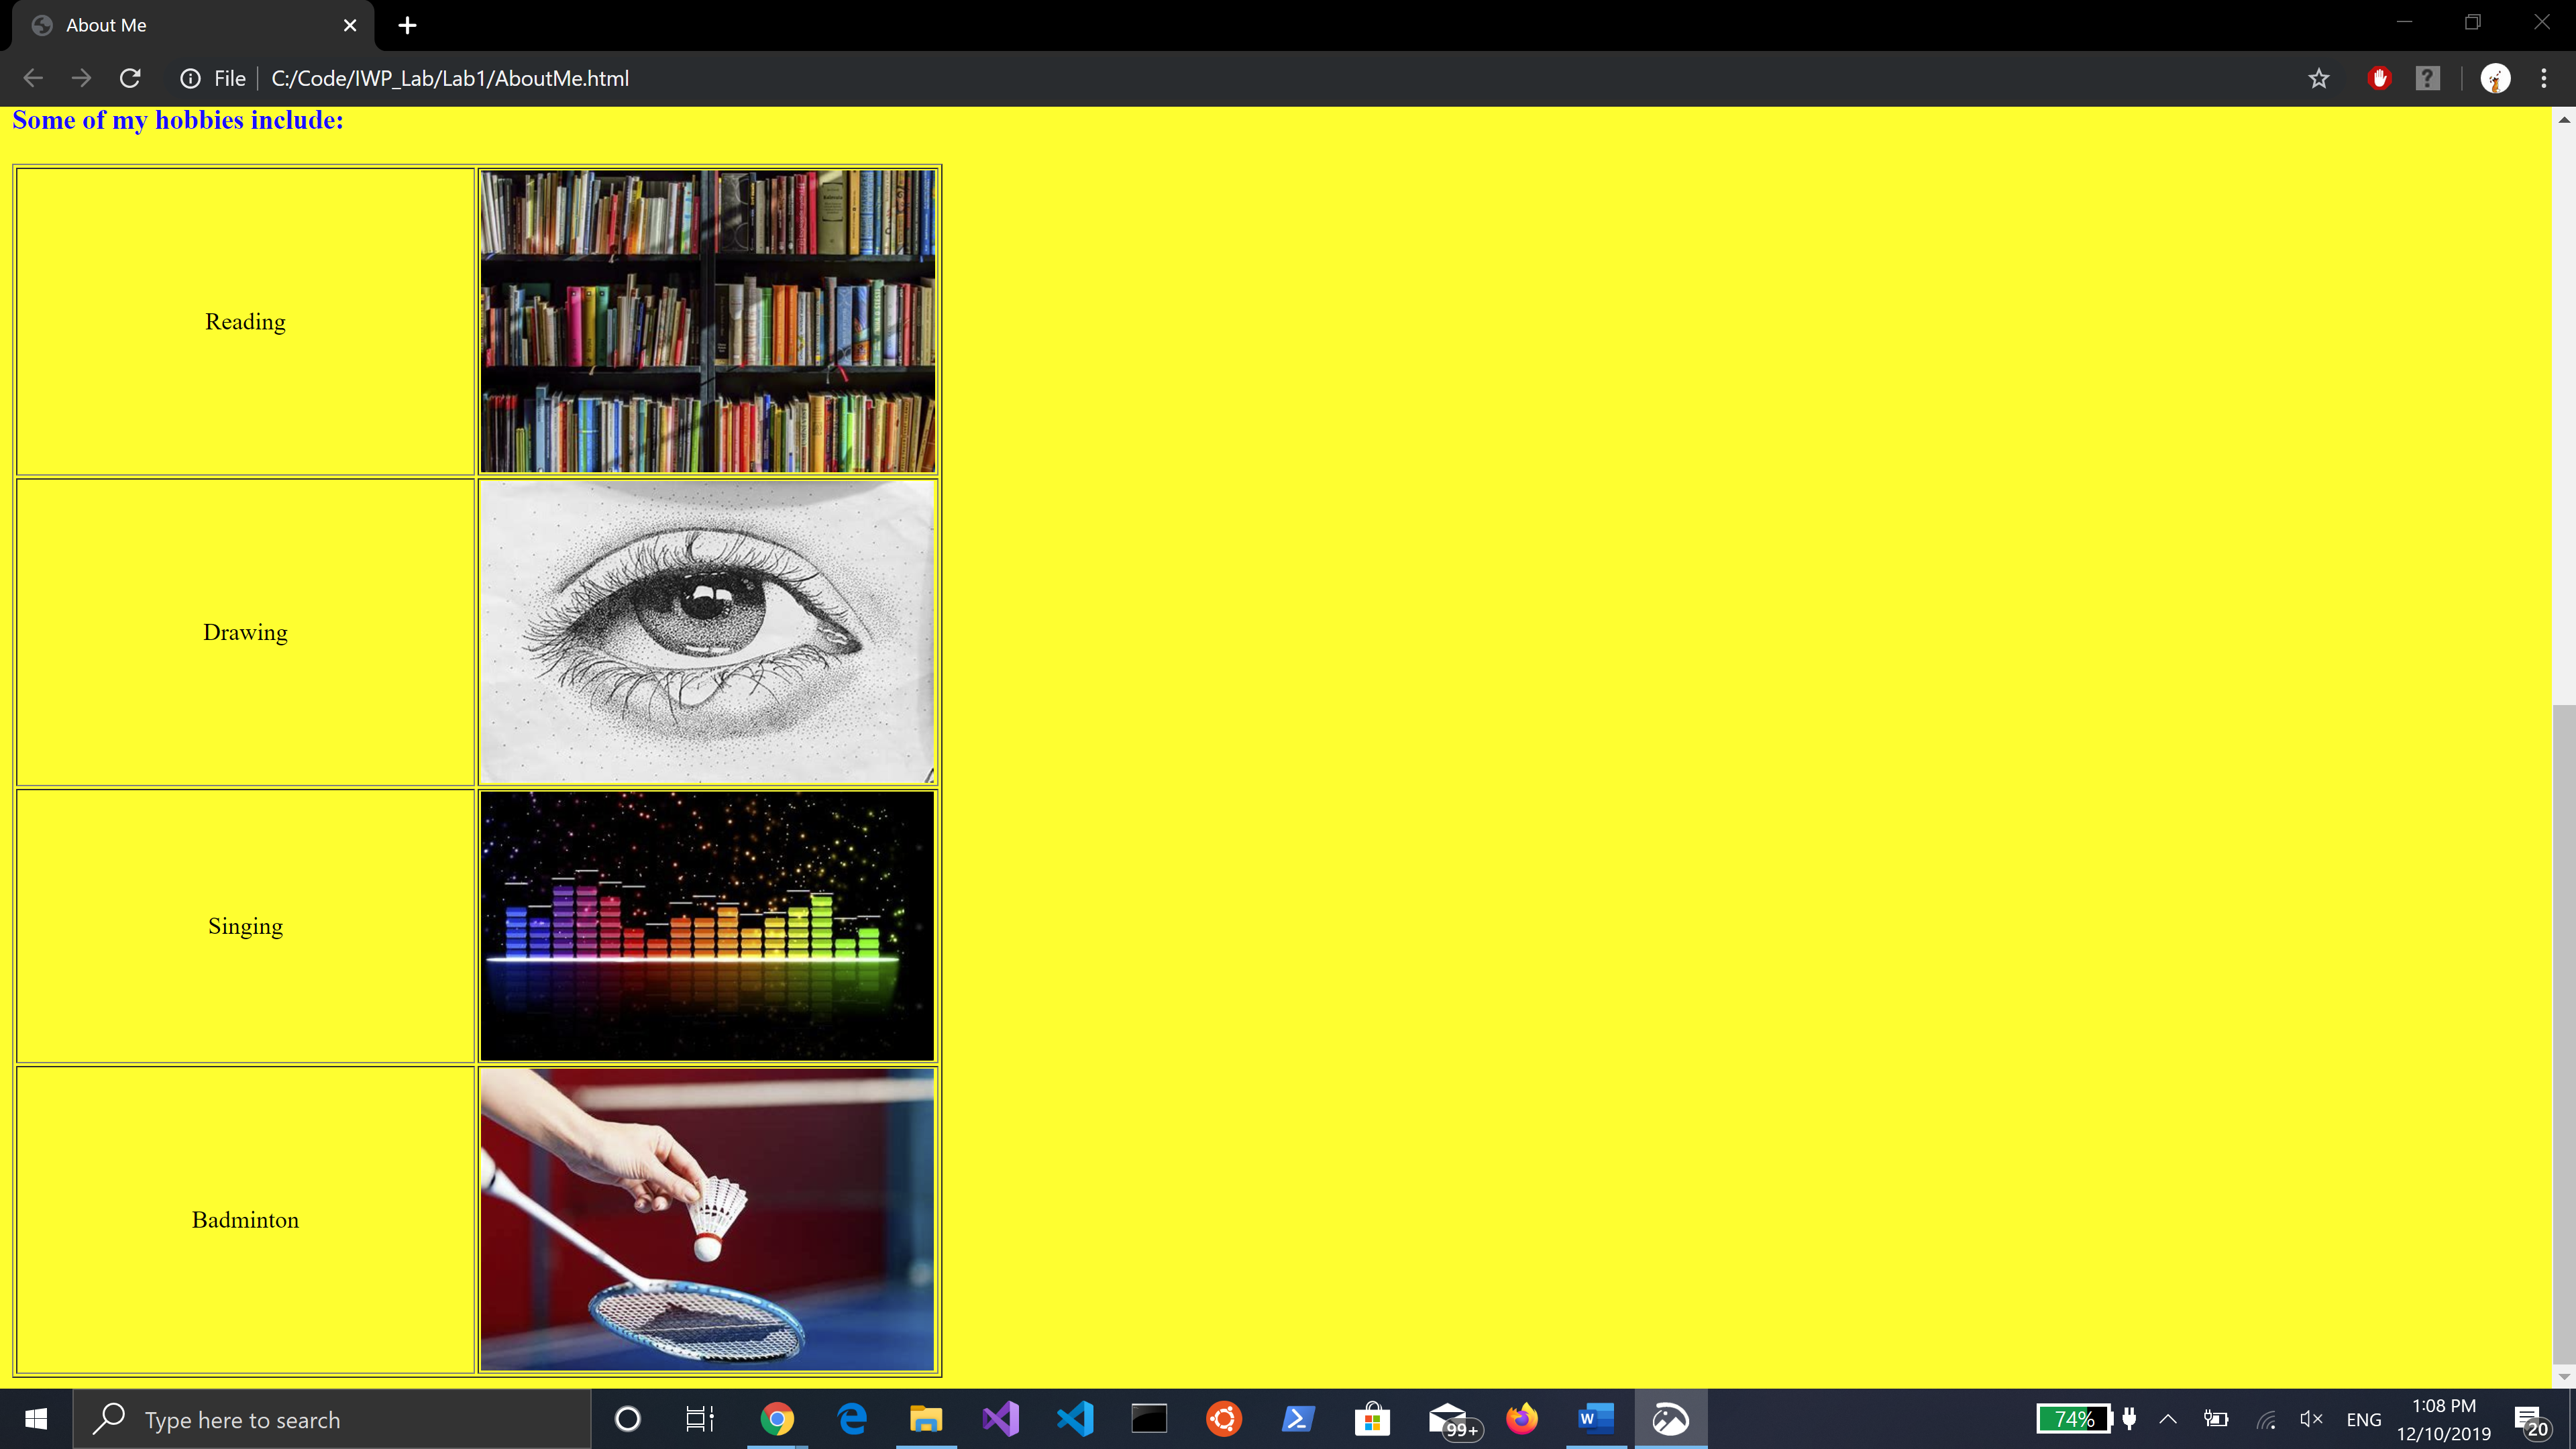 About Me
File
C:/Code/IWP_Lab/Lab1/AboutMe.html
Some of my hobbies include:
Reading
Drawing
Singing
Badminton
Type here to search
99+
W
74%
ENG
1:08 PM
12/10/2019
20